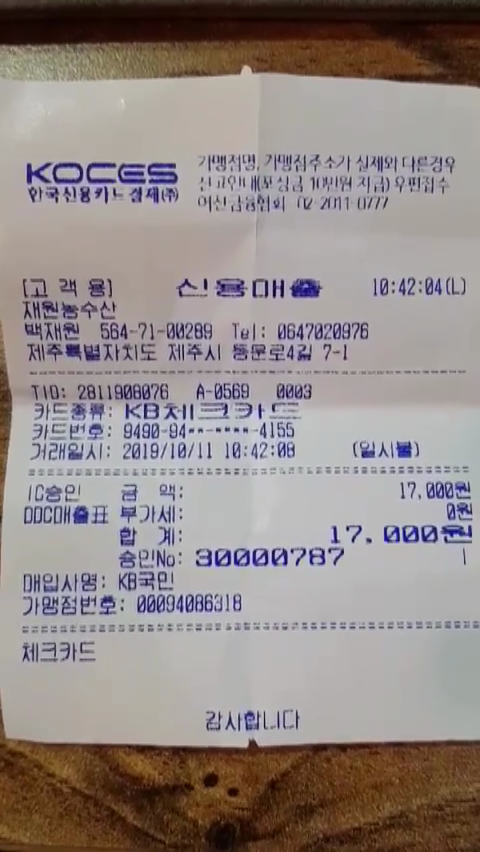 KOCES
한국신용카드결제(주)
가맹점명, 가맹점주소가 실제와 다른경우
신고안내(포상금 10만원 지급) 우편접수
여신금융협회 02-2011-0777
[고 객 용] 신용매출 10:42:04(L)
재원농수산
백재원 564-71-00289 Tel: 0647020976
제주특별자치도 제주시 동문로4길 7-1
TID: 2811908076 A-0569 0003
카드종류: KB체크카드
카드번호: 9490-94**-****-4155
거래일시: 2019/10/11 10:42:08 (일시불)
IC승인 금 액: 17,000원
DDC매출표 부가세: 0원
합 계: 17,000원
승인No: 30000787 1
매입사명: KB국민
가맹점번호: 00094086318
체크카드
감사합니다